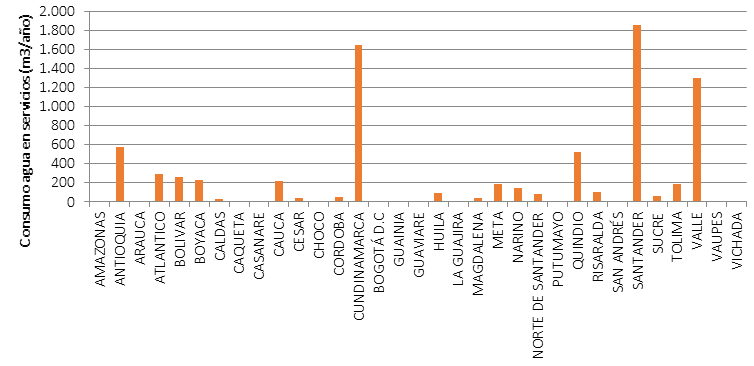 Consumo agua en servicios (m3/año)
2.000
1.800
1.600
1.400
1.200
1.000
800
600
400
200
0
AMAZONAS
ANTIOQUIA
ARAUCA
ATLANTICO
BOLIVAR
BOYACA
CALDAS
CAQUETA
CASANARE
CAUCA
CESAR
CHOCO
CORDOBA
CUNDINAMARCA
BOGOTÁ D.C
GUAINIA
GUAVIARE
HUILA
LA GUAJIRA
MAGDALENA
META
NARINO
NORTE DE SANTANDER
PUTUMAYO
QUINDIO
RISARALDA
SAN ANDRÉS
SANTANDER
SUCRE
TOLIMA
VALLE
VAUPES
VICHADA